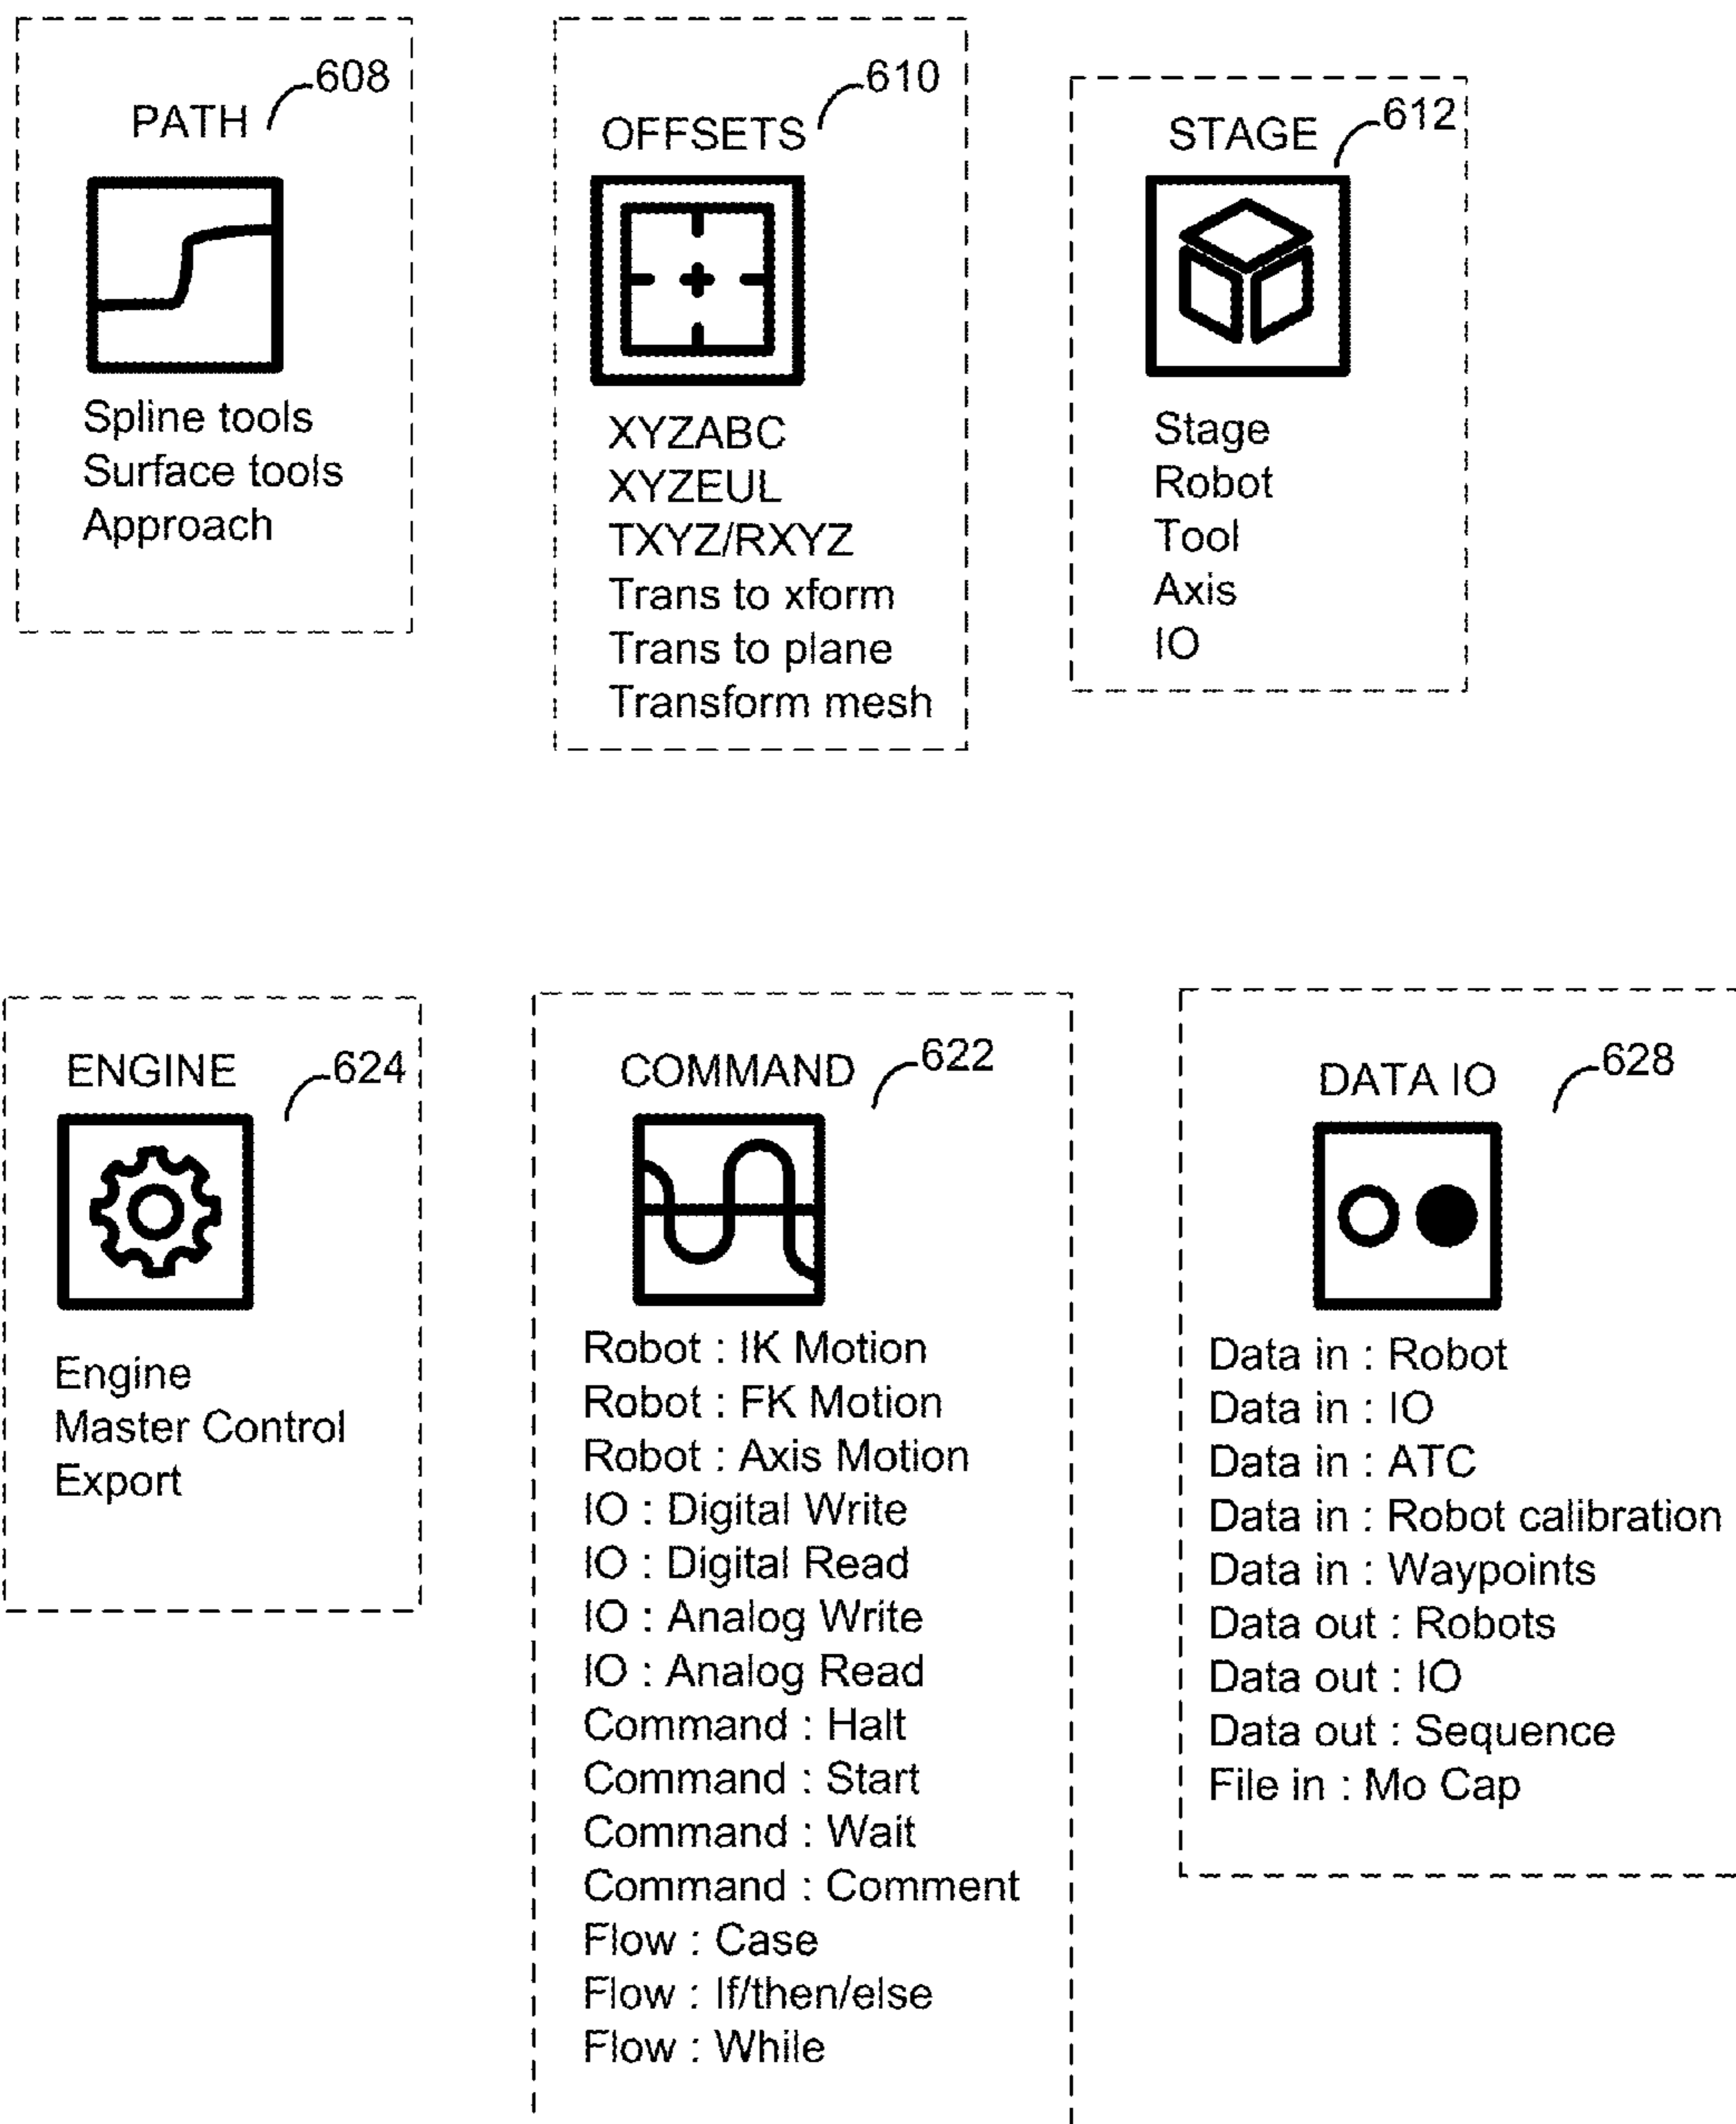 PATH
608
Spline tools
Surface tools
Approach
OFFSETS
610
XYZABC
XYZEUL
TXYZ/RXYZ
Trans to xform
Trans to plane
Transform mesh
STAGE
612
Stage
Robot
Tool
Axis
IO
ENGINE
624
Engine
Master Control
Export
COMMAND
622
Robot : IK Motion
Robot : FK Motion
Robot : Axis Motion
IO : Digital Write
IO : Digital Read
IO : Analog Write
IO : Analog Read
Command : Halt
Command : Start
Command : Wait
Command : Comment
Flow : Case
Flow : If/then/else
Flow : While
DATA IO
628
Data in : Robot
Data in : IO
Data in : ATC
Data in : Robot calibration
Data in : Waypoints
Data out : Robots
Data out : IO
Data out : Sequence
File in : Mo Cap